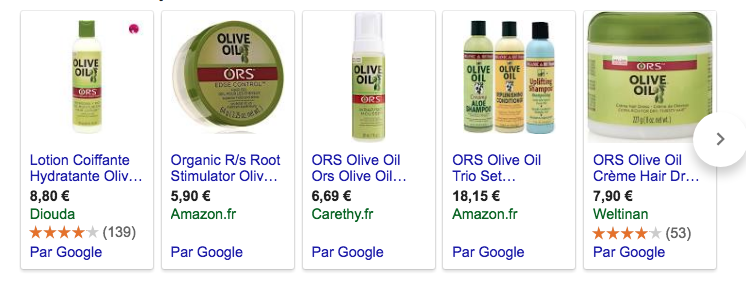 OLIVE
OIL
ORS
Lotion Coiffante
Hydratante Oliv…
8,80 €
Diouda
(139)
Par Google
OLIVE
OIL
ORS
EDGE CONTROL
Organic R/s Root
Stimulator Oliv…
5,90 €
Amazon.fr
Par Google
OLIVE
OIL
ORS
ORS Olive Oil
Ors Olive Oil…
6,69 €
Carethy.fr
Par Google
OLIVE
OIL
ALOE
SHAMPOO
OLIVE
OIL
REPLENISHING
CONDITIONER
Uplifting
Shampoo
ORS Olive Oil
Trio Set…
18,15 €
Amazon.fr
Par Google
ORS
OLIVE
OIL
ORS Olive Oil
Crème Hair Dr…
7,90 €
Weltinan
(53)
Par Google